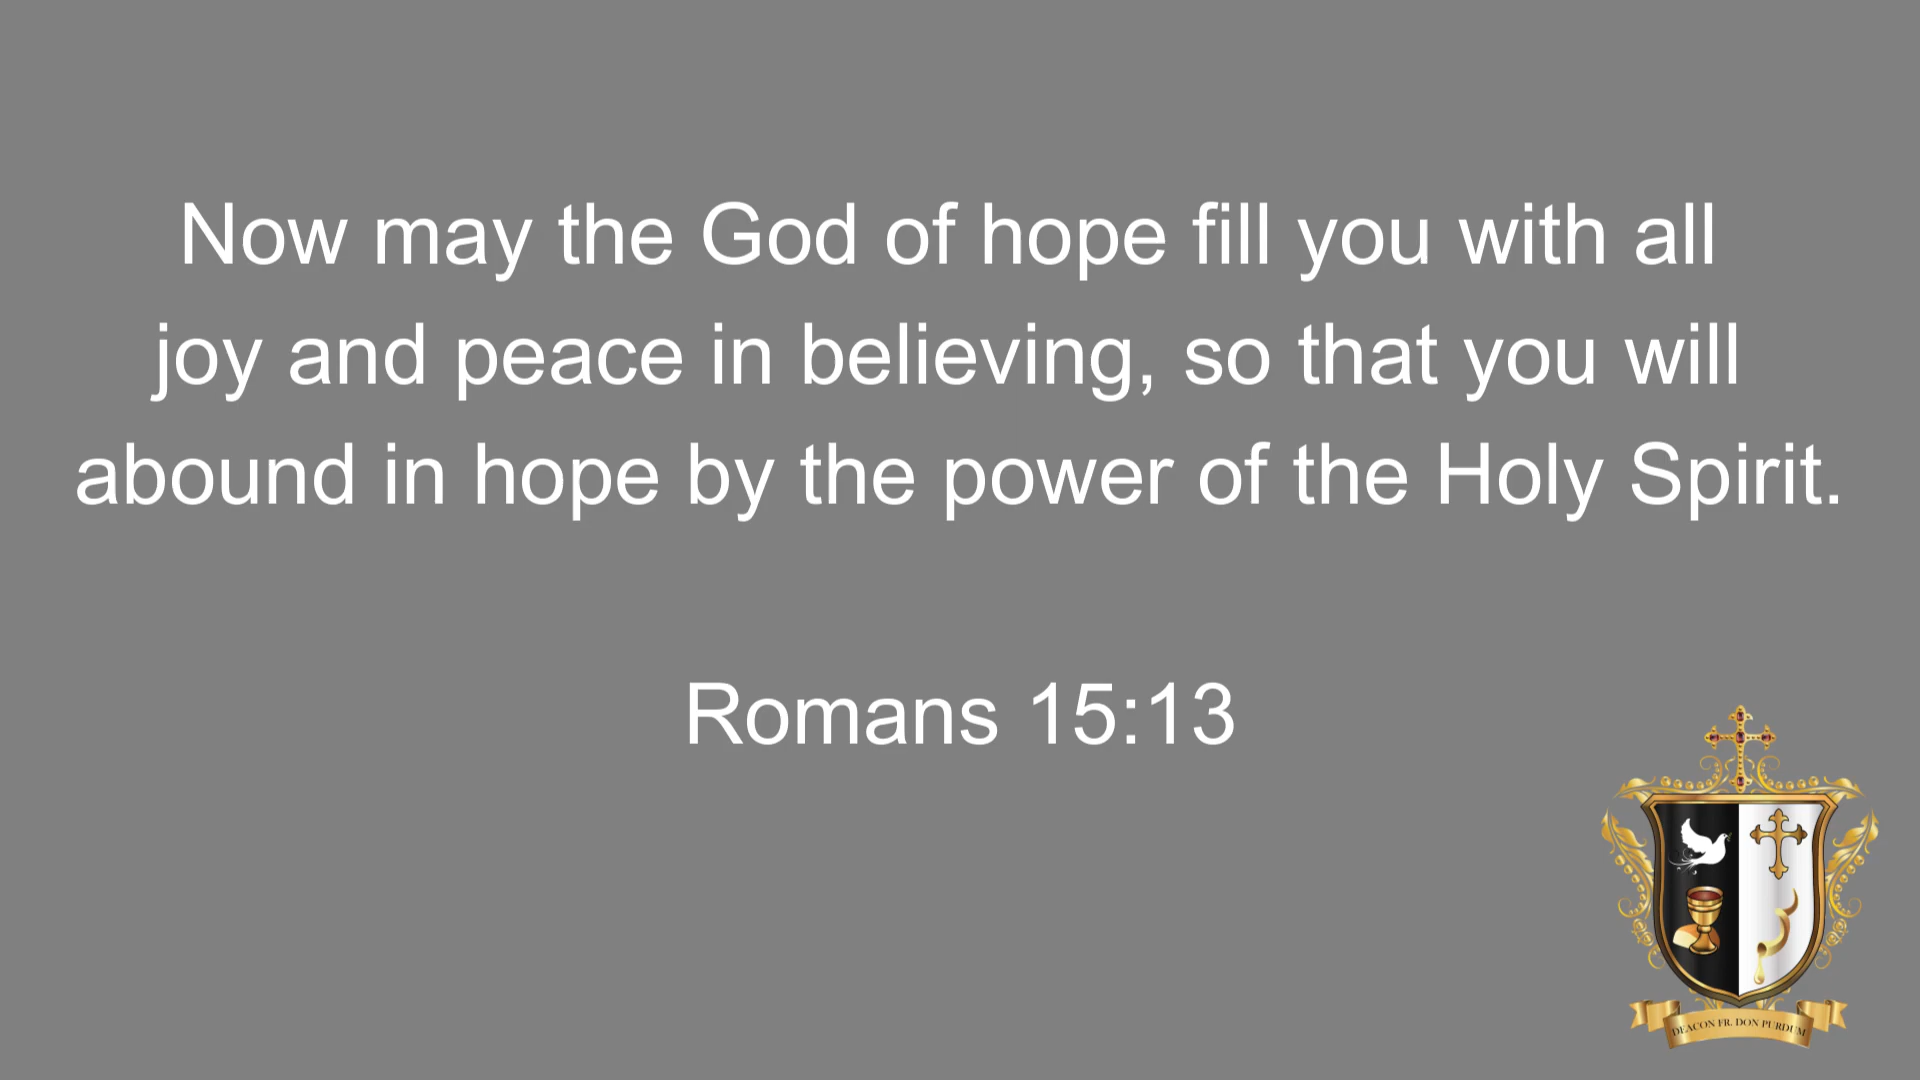 Now may the God of hope fill you with all
joy and peace in believing, so that you will
abound in hope by the power of the Holy Spirit.
Romans 15:13
DEACON FR. DON PURDUM